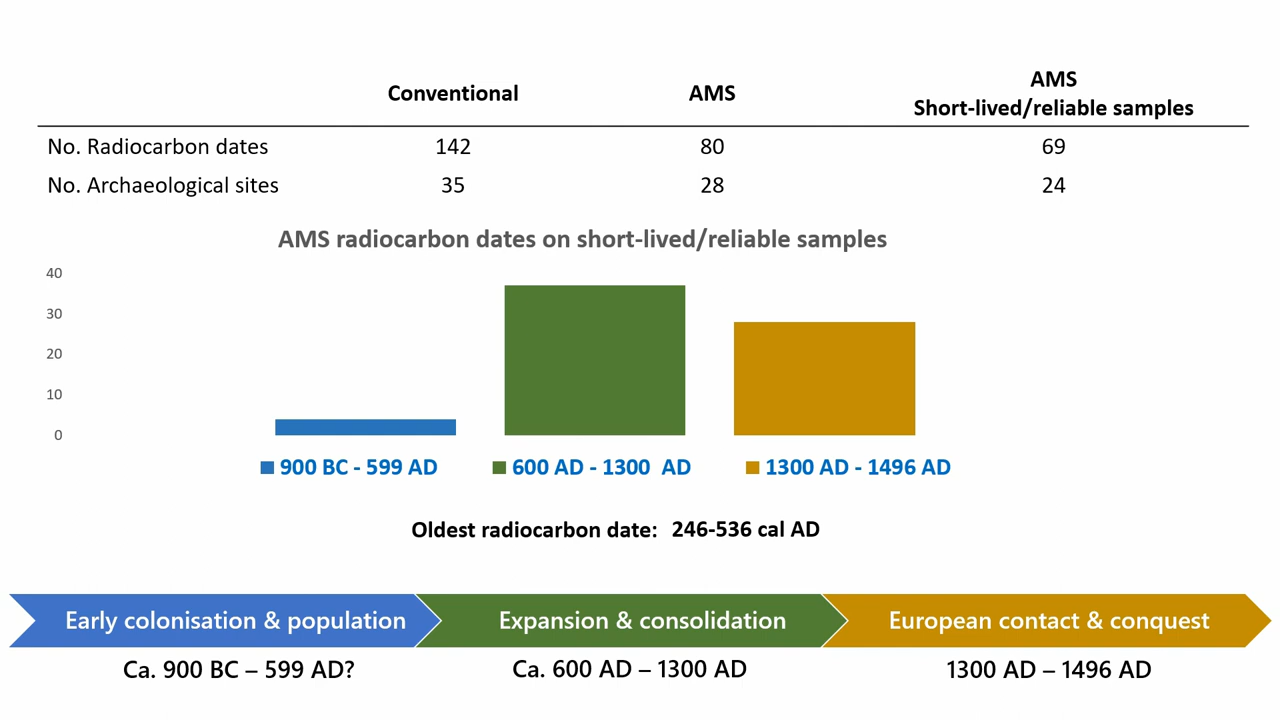 Conventional AMS AMS
Short-lived/reliable samples
No. Radiocarbon dates 142 80 69
No. Archaeological sites 35 28 24
AMS radiocarbon dates on short-lived/reliable samples
40
30
20
10
0
900 BC - 599 AD 600 AD - 1300 AD 1300 AD - 1496 AD
Oldest radiocarbon date: 246-536 cal AD
Early colonisation & population Expansion & consolidation European contact & conquest
Ca. 900 BC – 599 AD? Ca. 600 AD – 1300 AD 1300 AD – 1496 AD